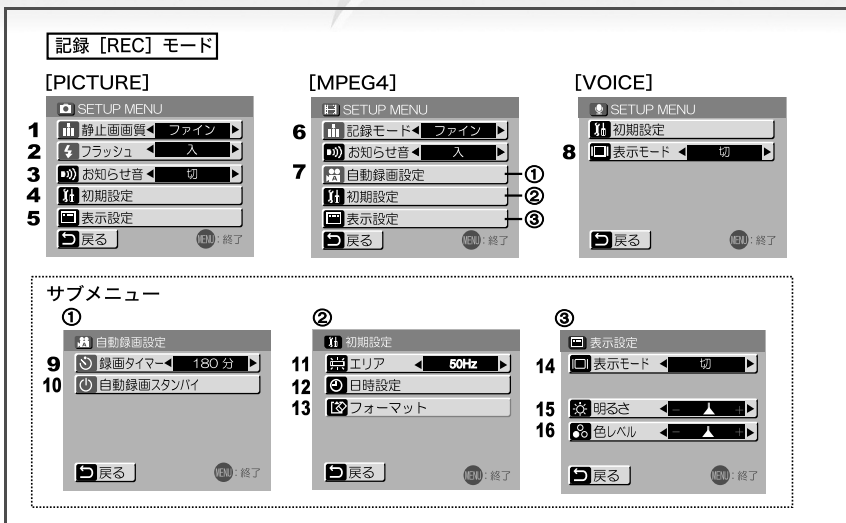 記録［REC］モード
[PICTURE]
SETUP MENU
1 静止画画質 ファイン
2 フラッシュ 入
3 お知らせ音 切
4 初期設定
5 表示設定
戻る MENU：終了
[MPEG4]
SETUP MENU
6 記録モード ファイン
お知らせ音 入
7 自動録画設定 ①
初期設定 ②
表示設定 ③
戻る MENU：終了
[VOICE]
SETUP MENU
初期設定
8 表示モード 切
戻る MENU：終了
サブメニュー
①
自動録画設定
9 録画タイマー 180 分
10 自動録画スタンバイ
戻る MENU：終了
②
初期設定
11 エリア 50Hz
12 日時設定
13 フォーマット
戻る MENU：終了
③
表示設定
14 表示モード 切
15 明るさ − +
16 色レベル − +
戻る MENU：終了